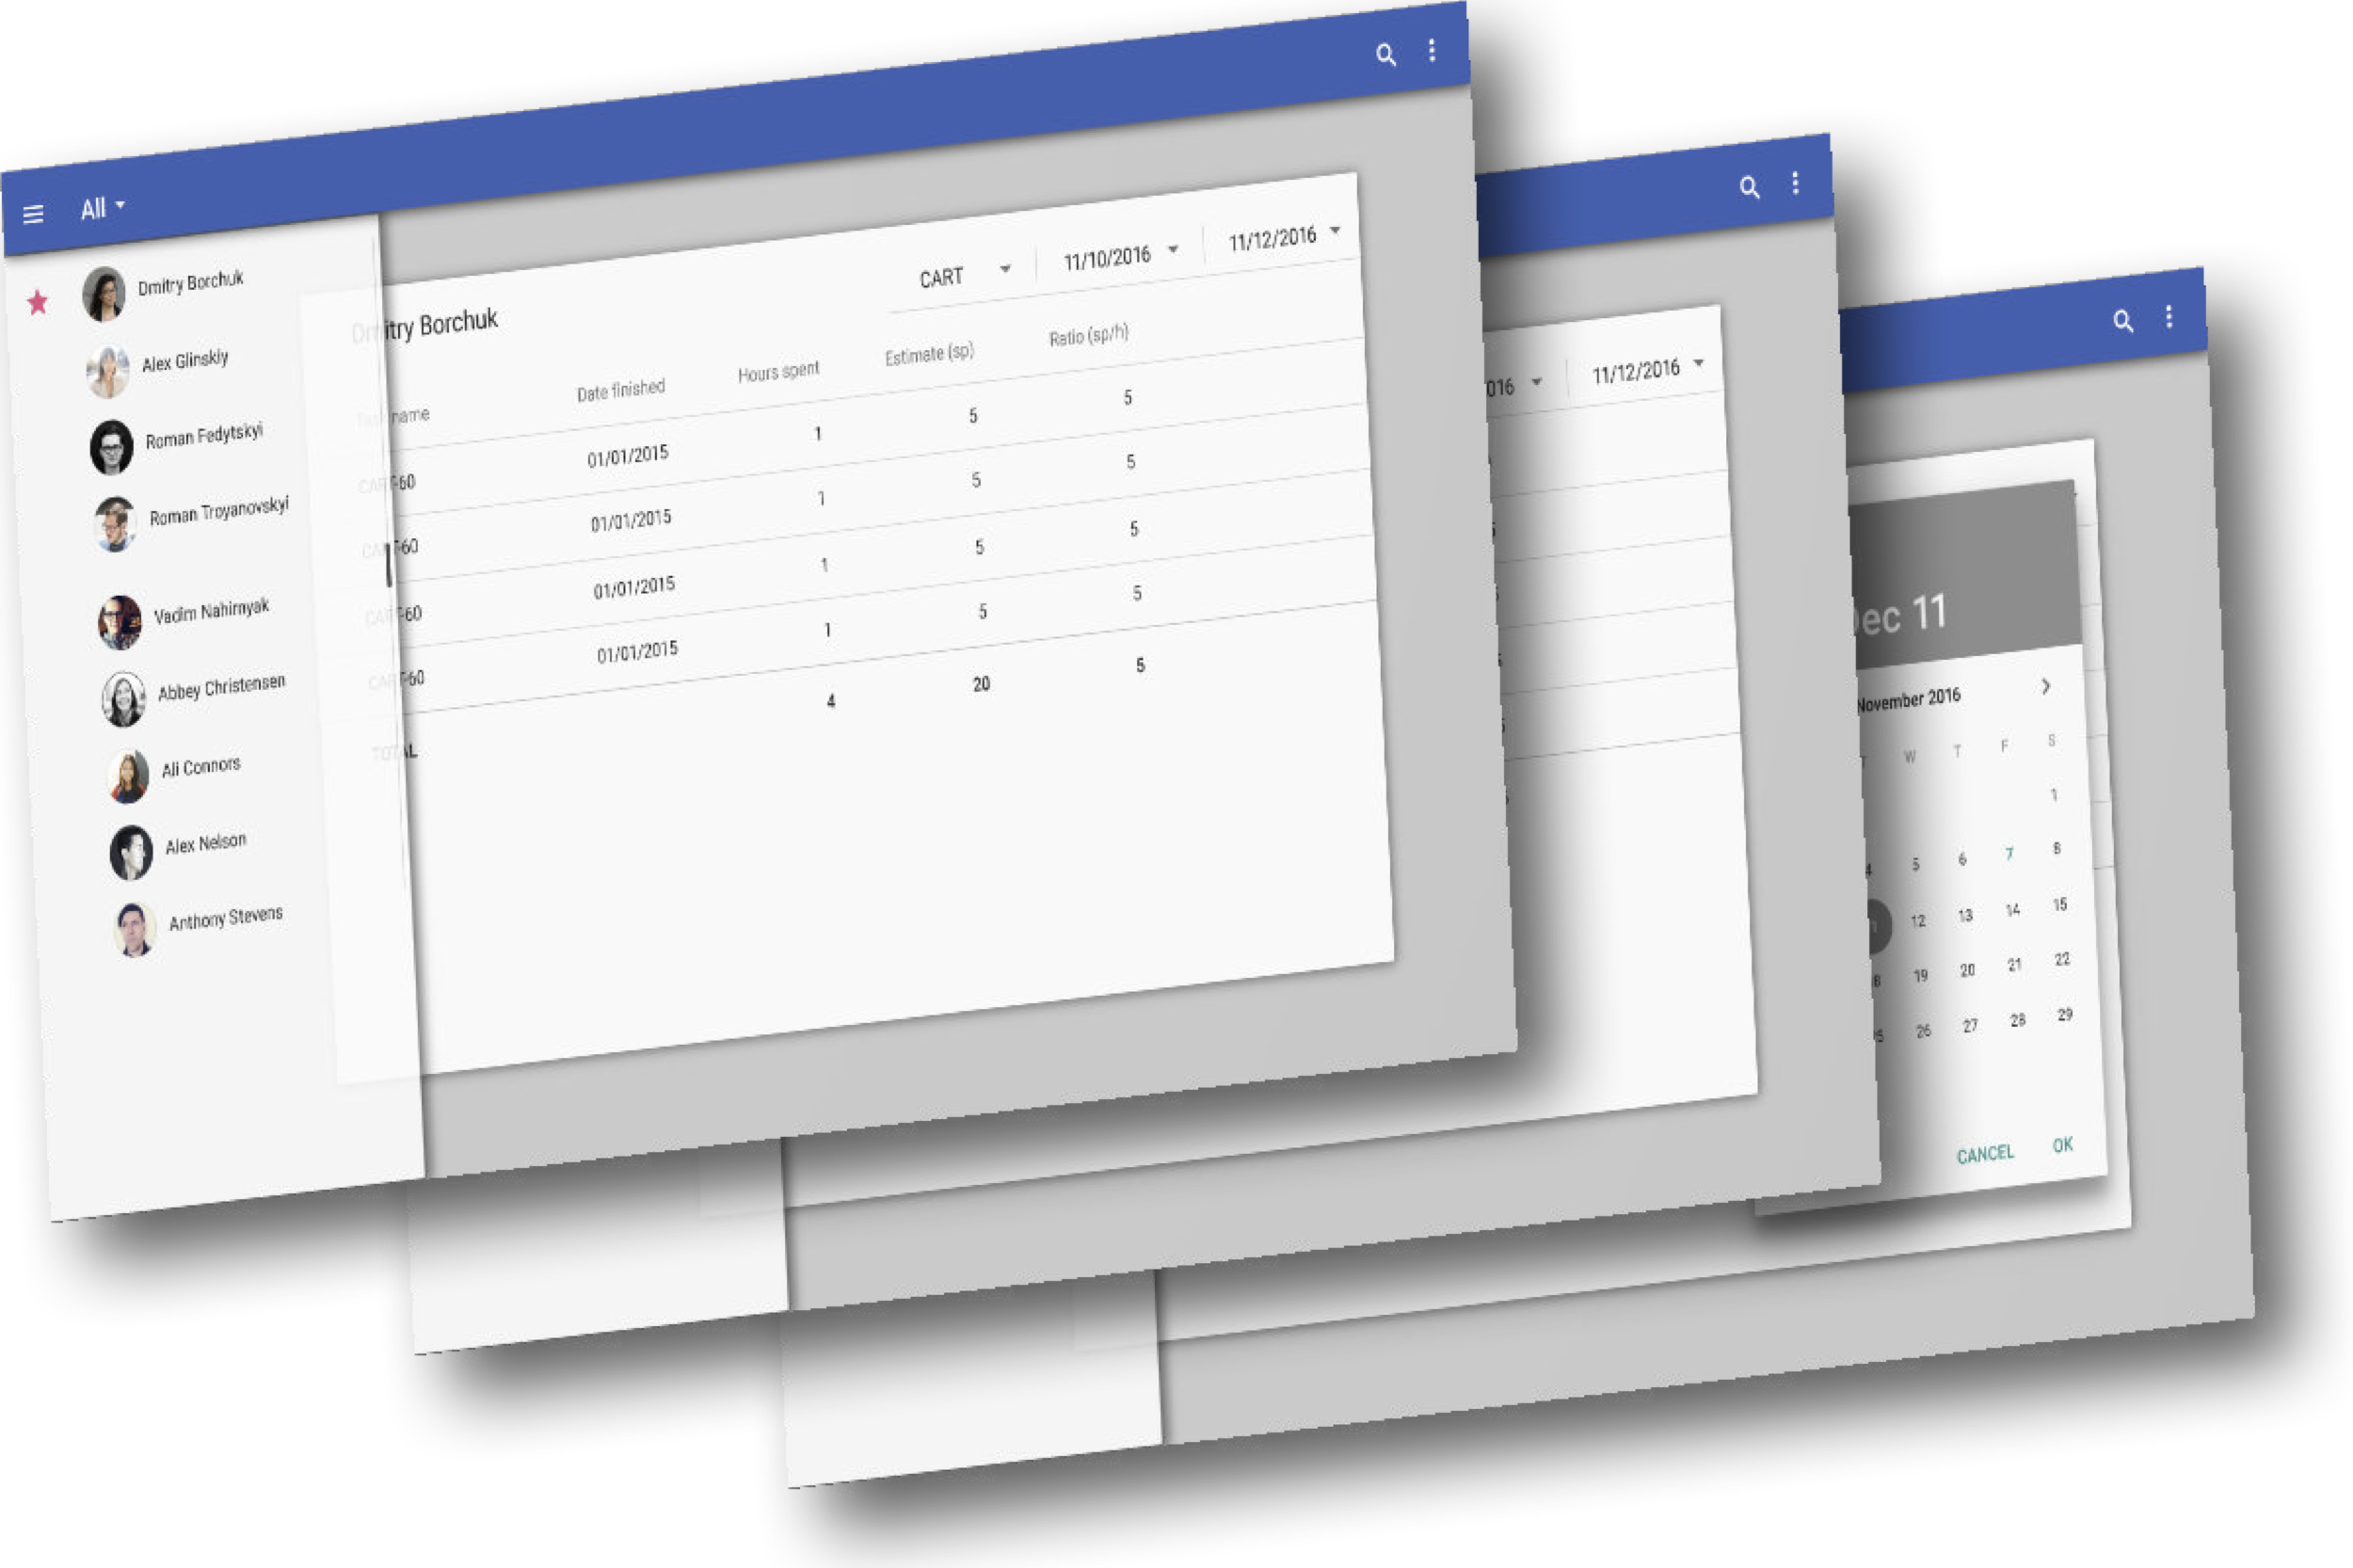 All
Dmitry Borchuk
Alex Glinskiy
Roman Fedytskyi
Roman Troyanovskyi
Vadim Nahirnyak
Abbey Christensen
Ali Connors
Alex Nelson
Anthony Stevens
Dmitry Borchuk
CART 11/10/2016 11/12/2016
Task name Date finished Hours spent Estimate (sp) Ratio (sp/h)
CART-60 01/01/2015 1 5 5
CART-60 01/01/2015 1 5 5
CART-60 01/01/2015 1 5 5
CART-60 01/01/2015 1 5 5
TOTAL 4 20 5
016 11/12/2016
Dec 11
November 2016
T W T F S
1
4 5 6 7 8
12 13 14 15
19 20 21 22
26 27 28 29
CANCEL OK